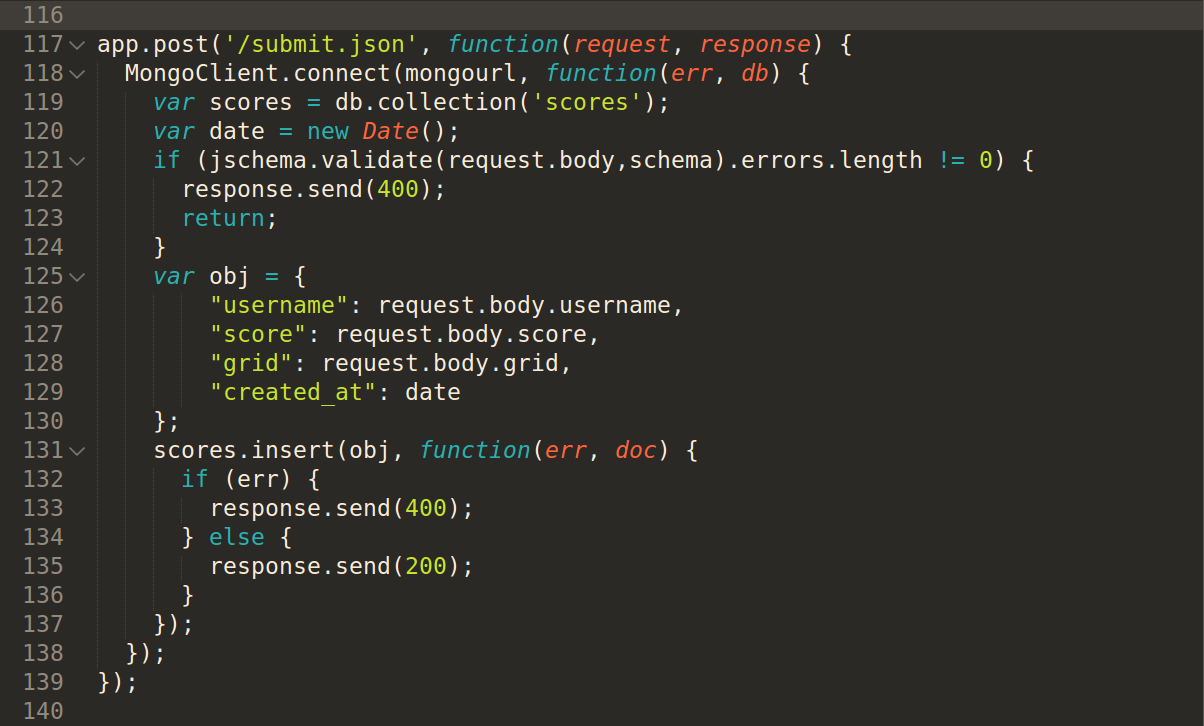 116
117 app.post('/submit.json', function(request, response) {
118   MongoClient.connect(mongourl, function(err, db) {
119     var scores = db.collection('scores');
120     var date = new Date();
121     if (jschema.validate(request.body,schema).errors.length != 0) {
122       response.send(400);
123       return;
124     }
125     var obj = {
126         "username": request.body.username,
127         "score": request.body.score,
128         "grid": request.body.grid,
129         "created_at": date
130     };
131     scores.insert(obj, function(err, doc) {
132       if (err) {
133         response.send(400);
134       } else {
135         response.send(200);
136       }
137     });
138   });
139 });
140